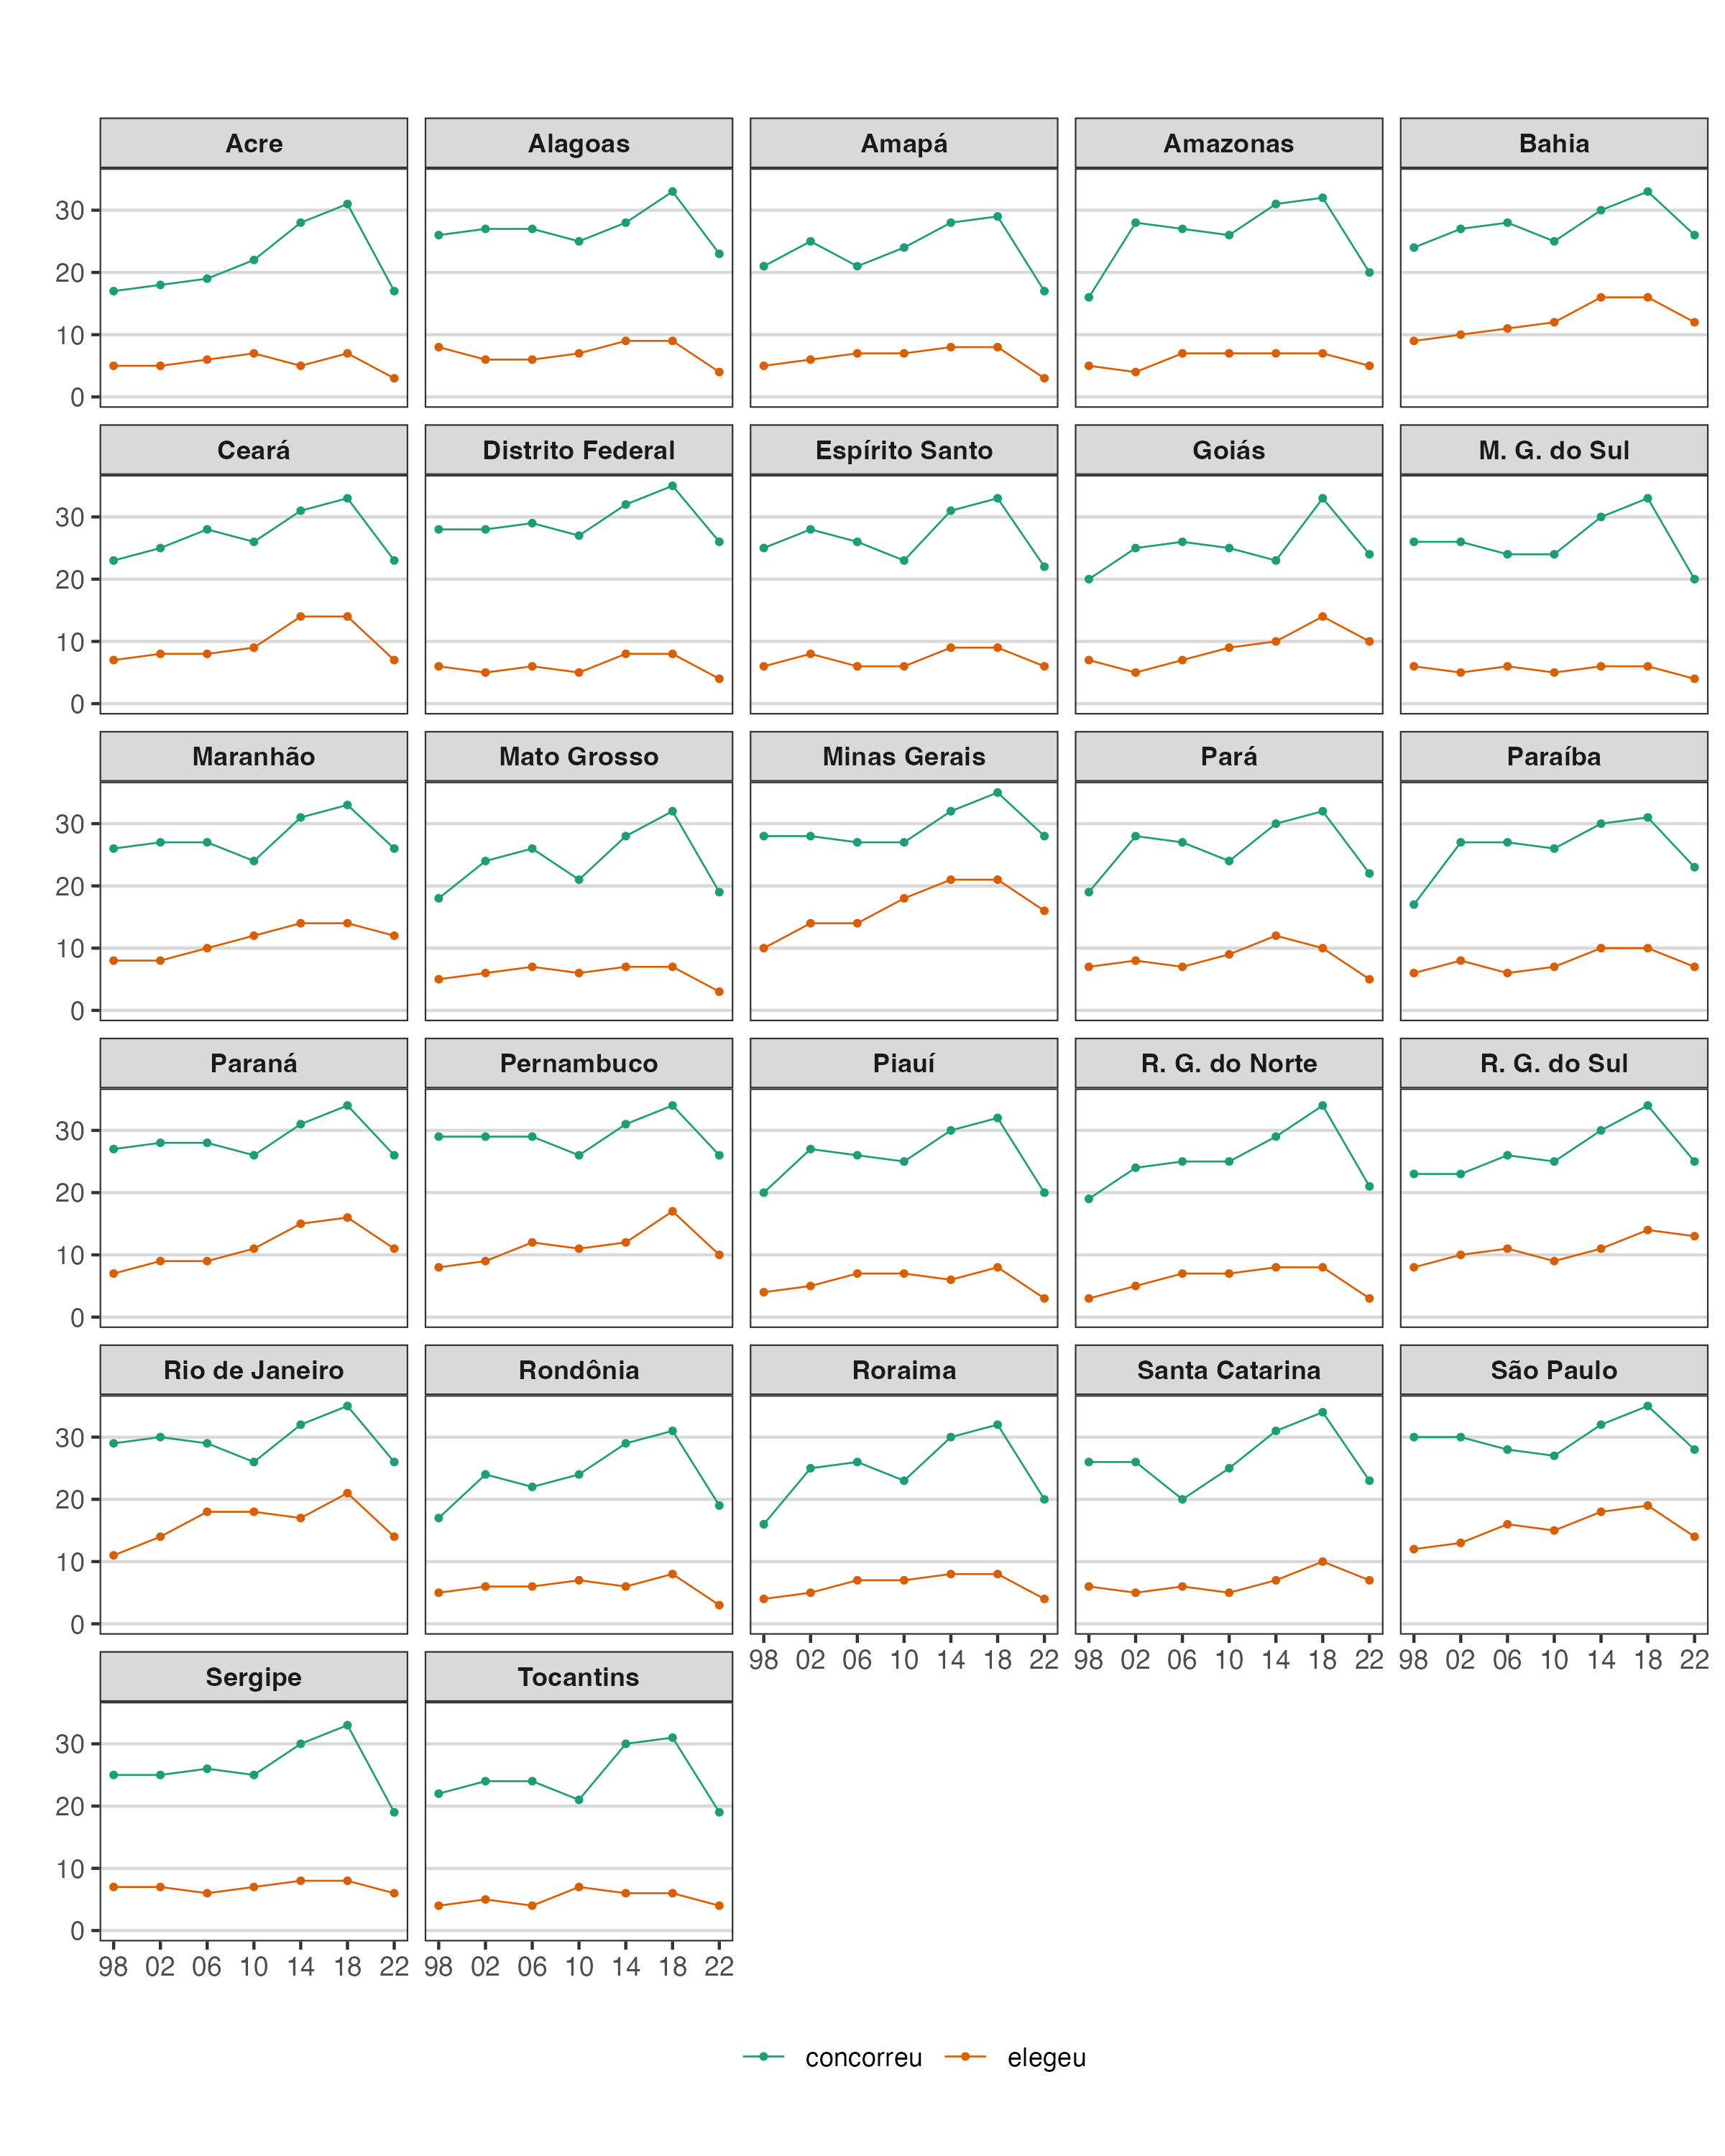 Acre Alagoas Amapá Amazonas Bahia
30
20
10
0
Ceará Distrito Federal Espírito Santo Goiás M. G. do Sul
30
20
10
0
Maranhão Mato Grosso Minas Gerais Pará Paraíba
30
20
10
0
Paraná Pernambuco Piauí R. G. do Norte R. G. do Sul
30
20
10
0
Rio de Janeiro Rondônia Roraima Santa Catarina São Paulo
30
20
10
0
98 02 06 10 14 18 22 98 02 06 10 14 18 22 98 02 06 10 14 18 22
Sergipe Tocantins
30
20
10
0
98 02 06 10 14 18 22 98 02 06 10 14 18 22
concorreu elegeu